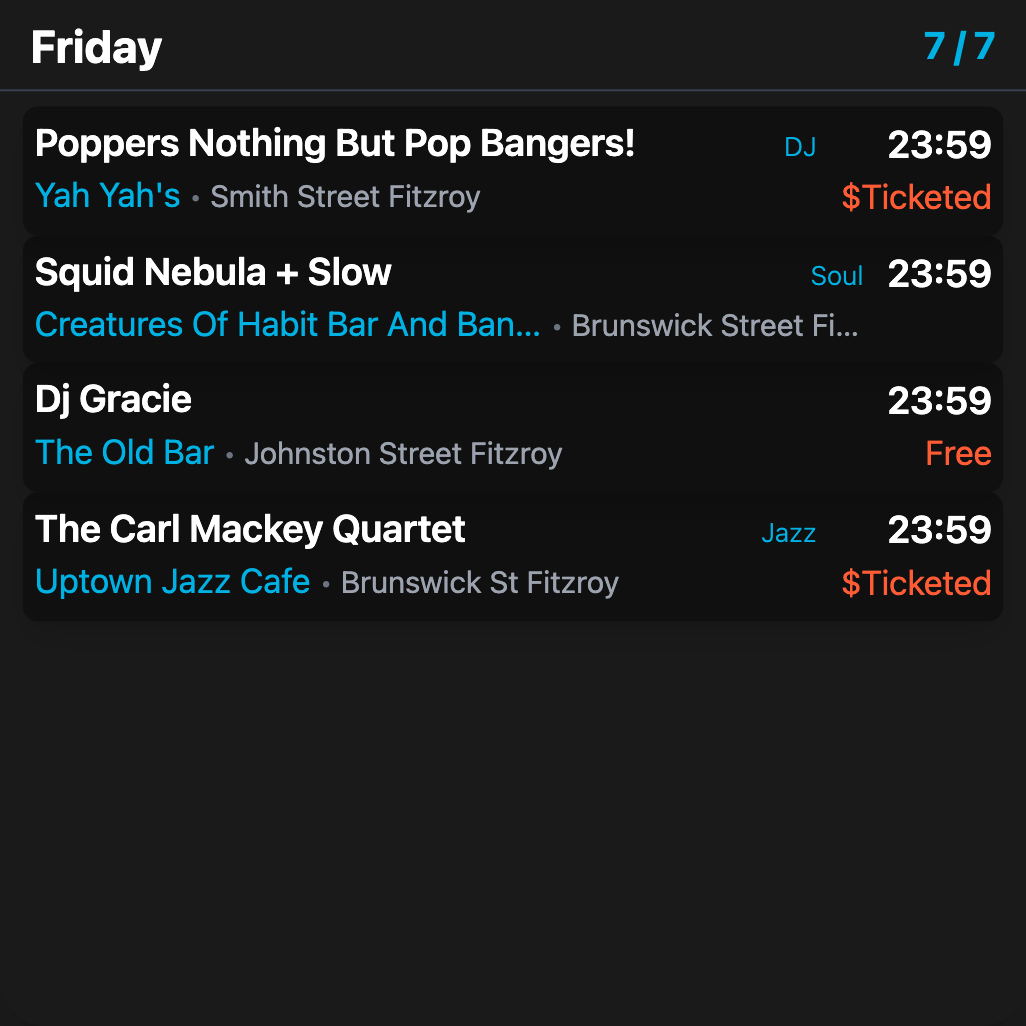 Friday 7 / 7
Poppers Nothing But Pop Bangers! DJ 23:59
Yah Yah's • Smith Street Fitzroy $Ticketed
Squid Nebula + Slow Soul 23:59
Creatures Of Habit Bar And Ban... • Brunswick Street Fi...
Dj Gracie 23:59
The Old Bar • Johnston Street Fitzroy Free
The Carl Mackey Quartet Jazz 23:59
Uptown Jazz Cafe • Brunswick St Fitzroy $Ticketed